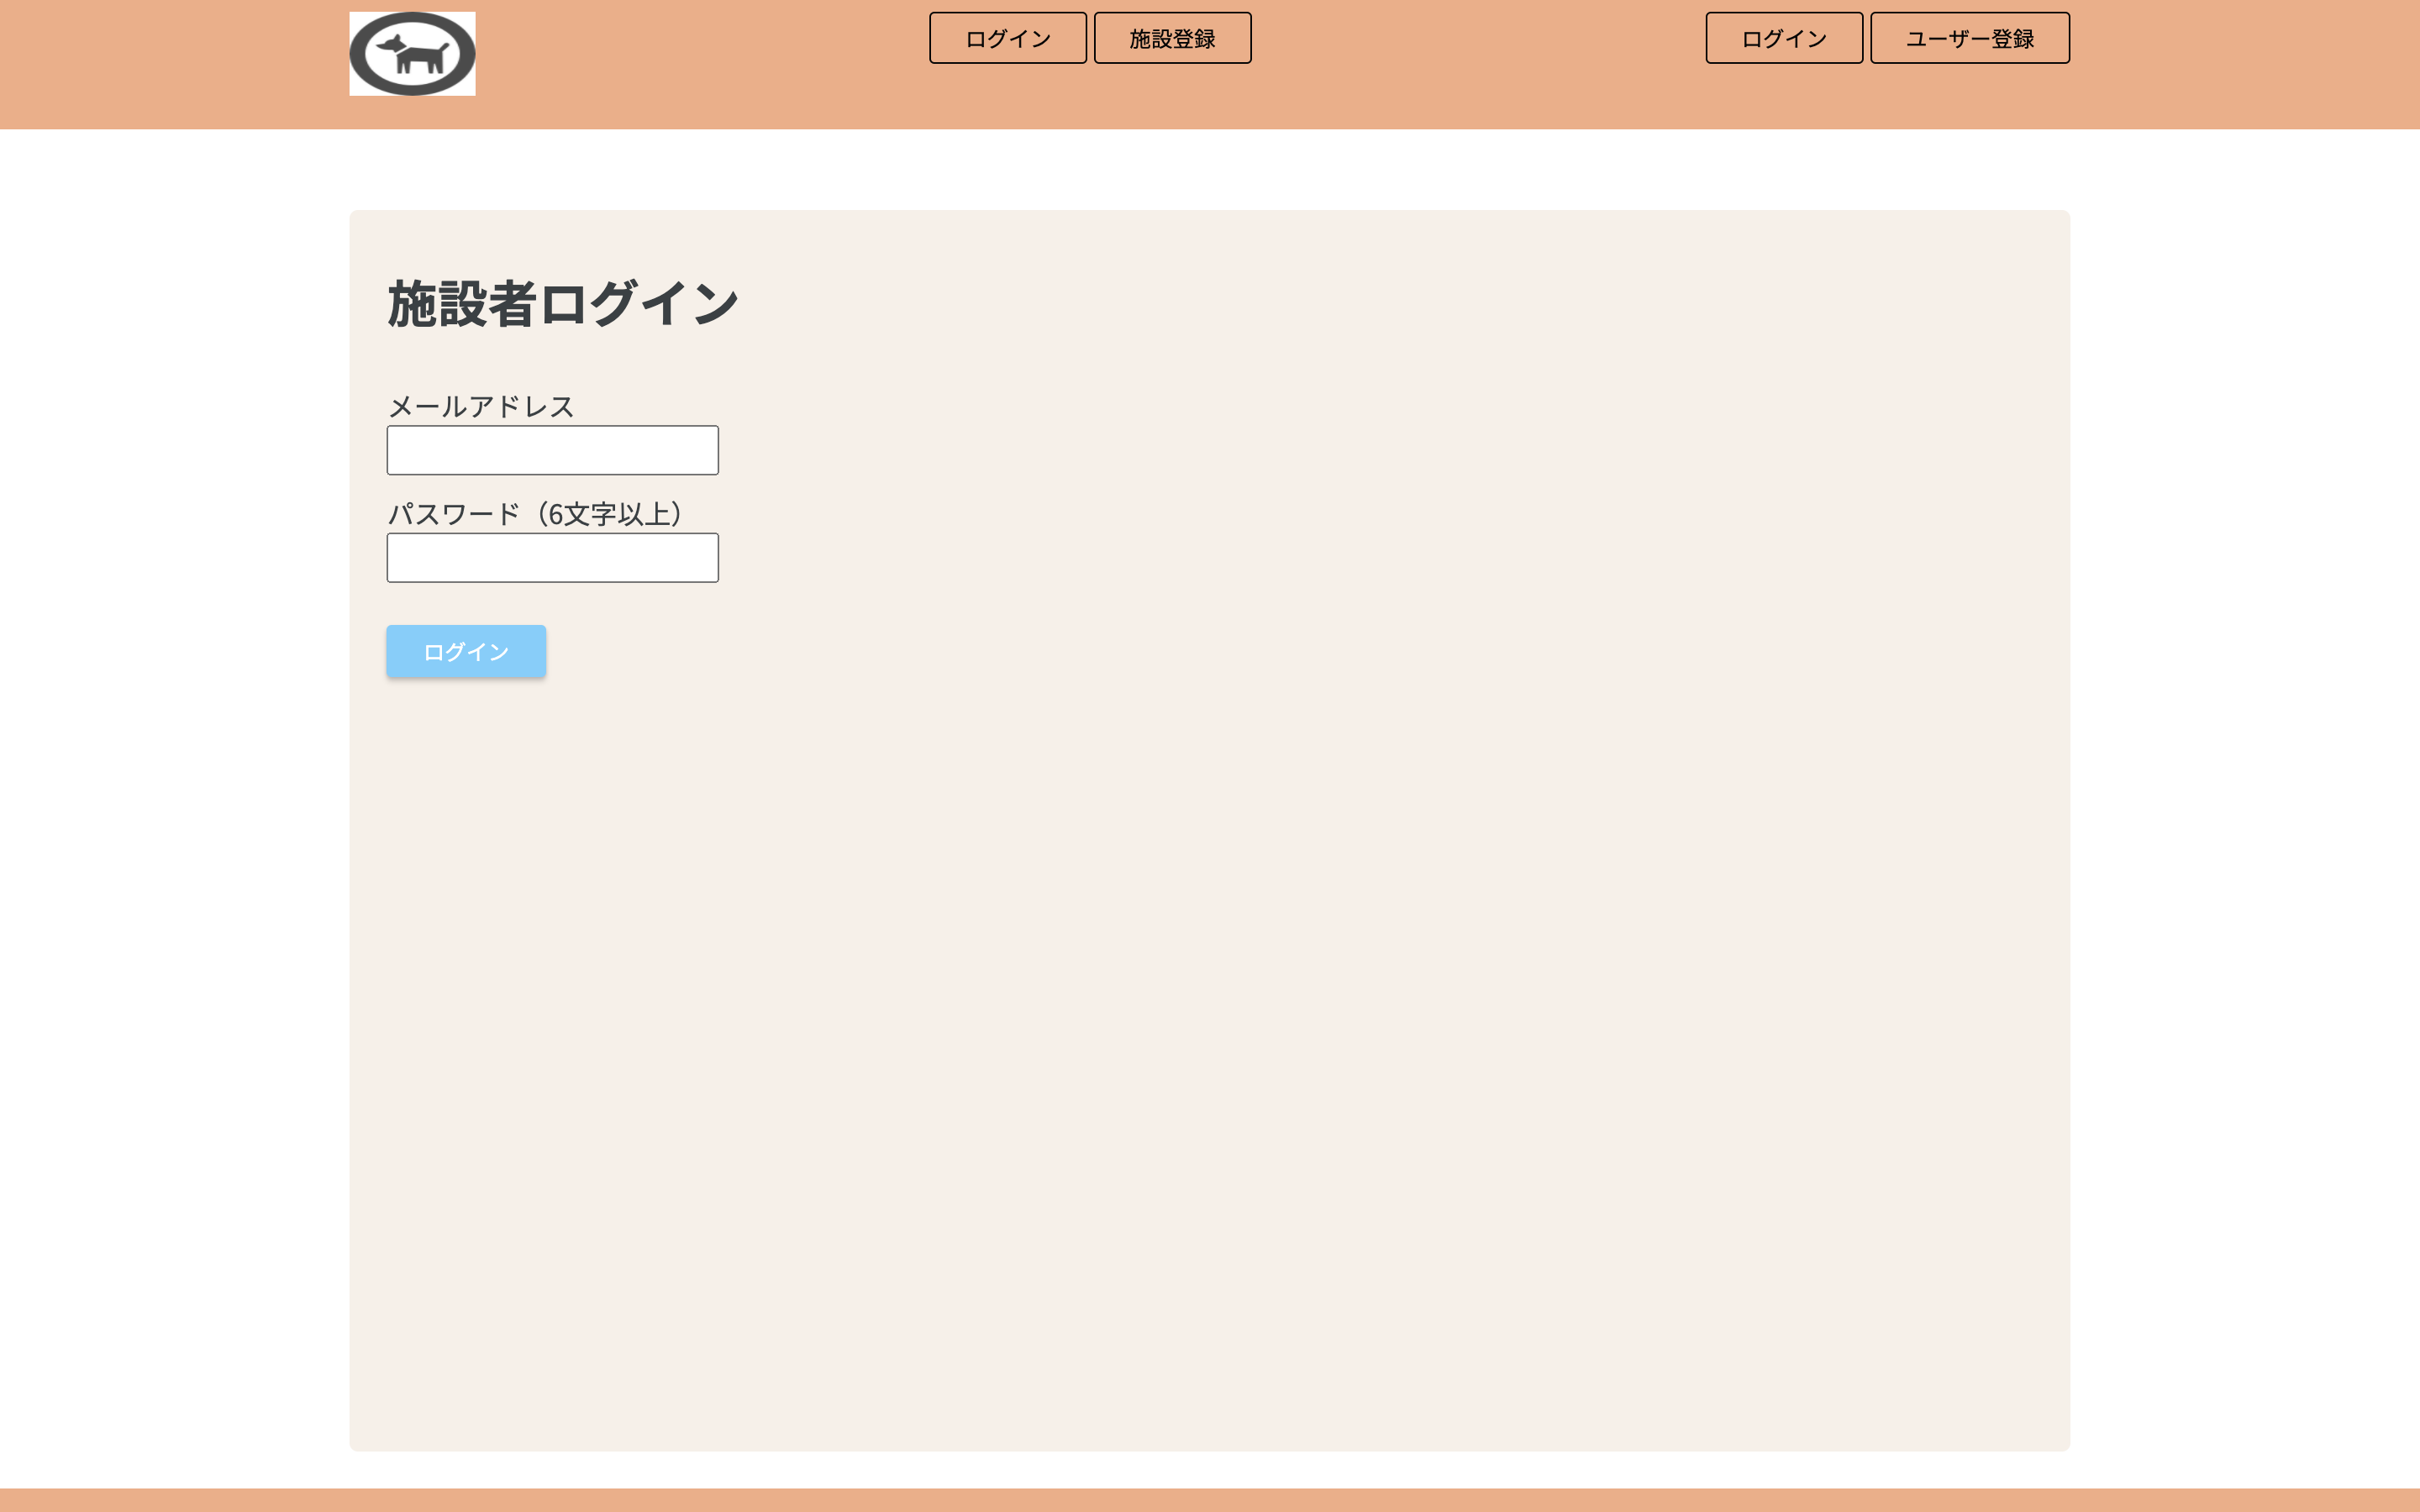 ログイン 施設登録 ログイン ユーザー登録
施設者ログイン
メールアドレス
パスワード（6文字以上）
ログイン